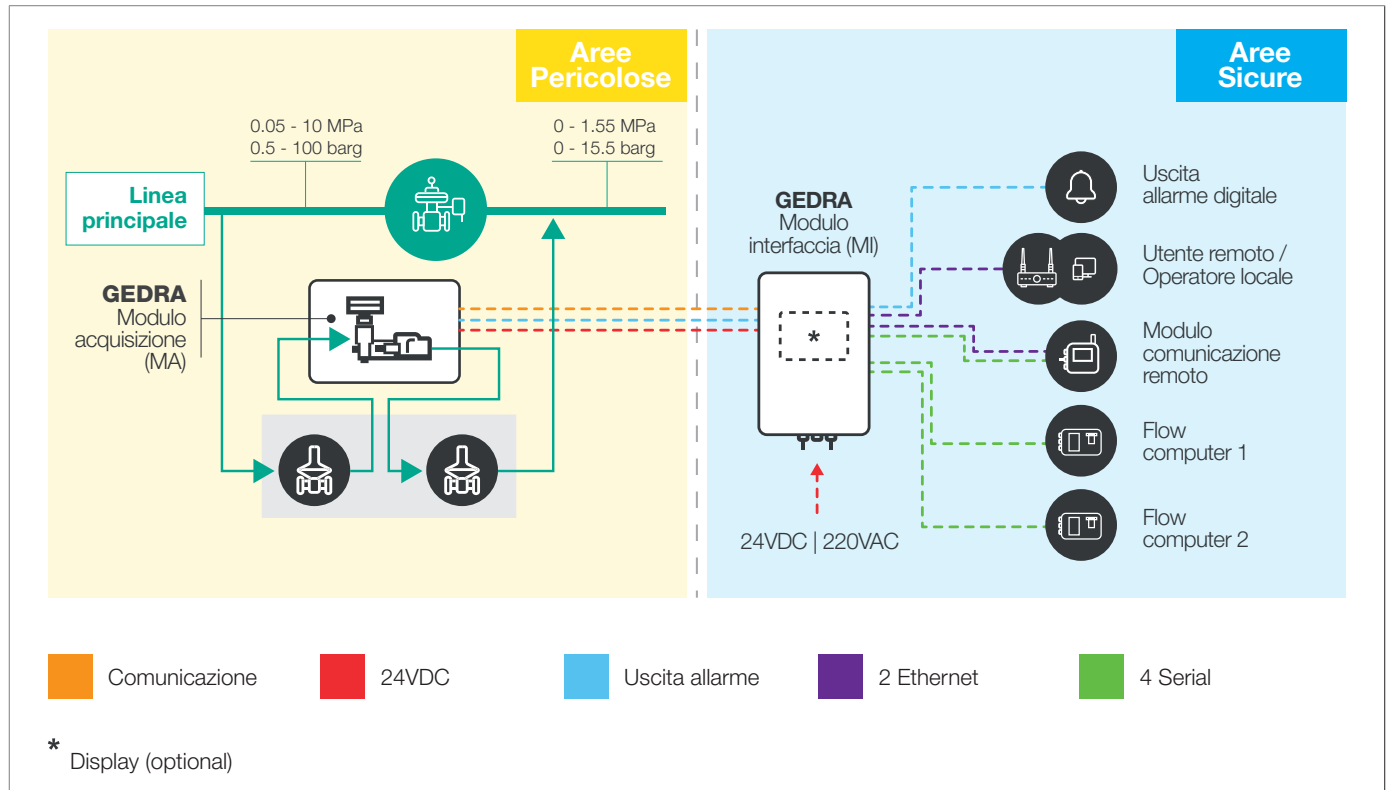 Aree
Pericolose
Aree
Sicure
0.05 - 10 MPa
0.5 - 100 barg
0 - 1.55 MPa
0 - 15.5 barg
Linea
principale
GEDRA
Modulo
acquisizione
(MA)
GEDRA
Modulo
interfaccia (MI)
*
24VDC | 220VAC
Uscita
allarme digitale
Utente remoto /
Operatore locale
Modulo
comunicazione
remoto
Flow
computer 1
Flow
computer 2
Comunicazione
24VDC
Uscita allarme
2 Ethernet
4 Serial
* Display (optional)